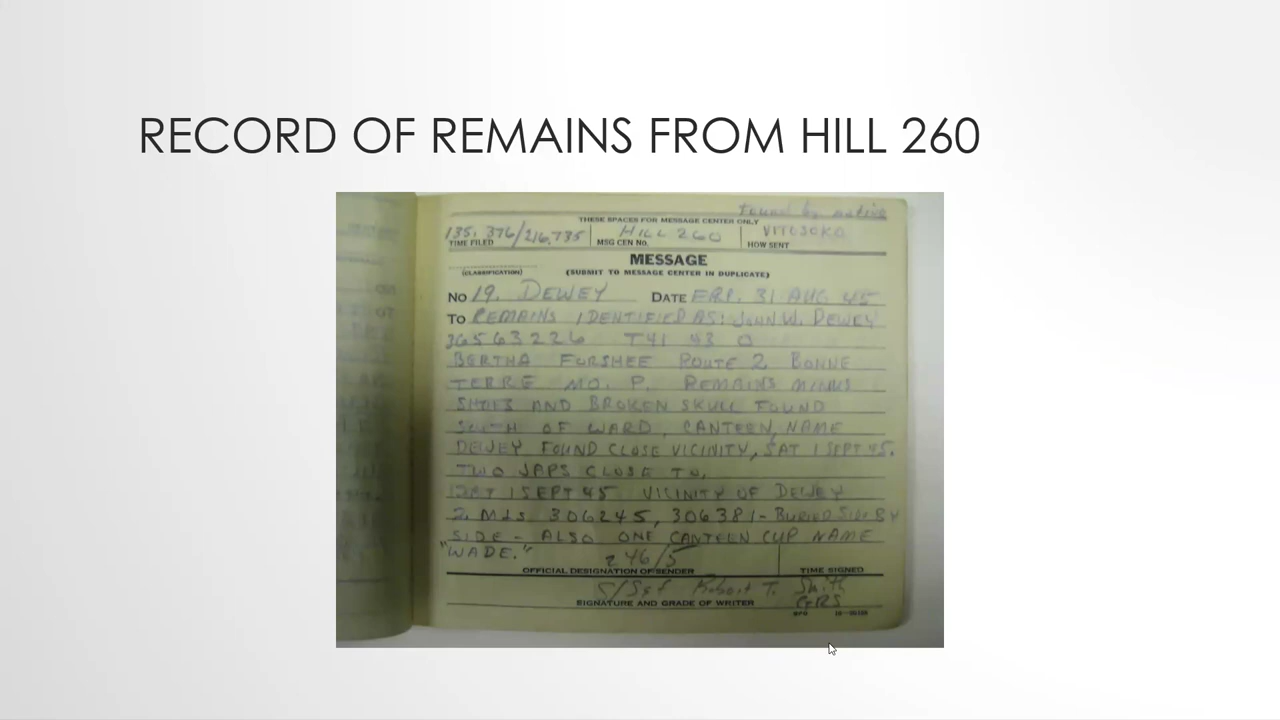 RECORD OF REMAINS FROM HILL 260
Found by native
THESE SPACES FOR MESSAGE CENTER ONLY
135.376/216.735 HILL 260 VITOSOKO
TIME FILED MSG CEN No. HOW SENT
MESSAGE
(CLASSIFICATION) (SUBMIT TO MESSAGE CENTER IN DUPLICATE)
No 19. DEWEY DATE FRI. 31 AUG 45
TO REMAINS IDENTIFIED AS: JOHN W. DEWEY
36563226 T41 43 O
BERTHA FORSHEE ROUTE 2 BONNE
TERRE MO. P. REMAINS MINUS
SHOES AND BROKEN SKULL FOUND
SOUTH OF WARD, CANTEEN, NAME
DEWEY FOUND CLOSE VICINITY, SAT 1 SEPT 45.
TWO JAPS CLOSE TO,
SAT 1 SEPT 45 VICINITY OF DEWEY
306245, 306381 - BURIED SIDE BY
SIDE - ALSO ONE CANTEEN CUP NAME
"WADE."
246/5
OFFICIAL DESIGNATION OF SENDER TIME SIGNED
S/Sgt Robert T. Smith
GRS
SIGNATURE AND GRADE OF WRITER